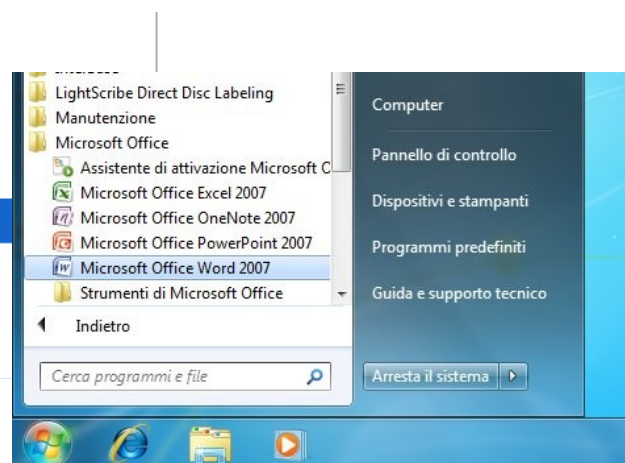 LightScribe Direct Disc Labeling
Manutenzione
Microsoft Office
Assistente di attivazione Microsoft O
Microsoft Office Excel 2007
Microsoft Office OneNote 2007
Microsoft Office PowerPoint 2007
Microsoft Office Word 2007
Strumenti di Microsoft Office
Indietro
Cerca programmi e file
Computer
Pannello di controllo
Dispositivi e stampanti
Programmi predefiniti
Guida e supporto tecnico
Arresta il sistema